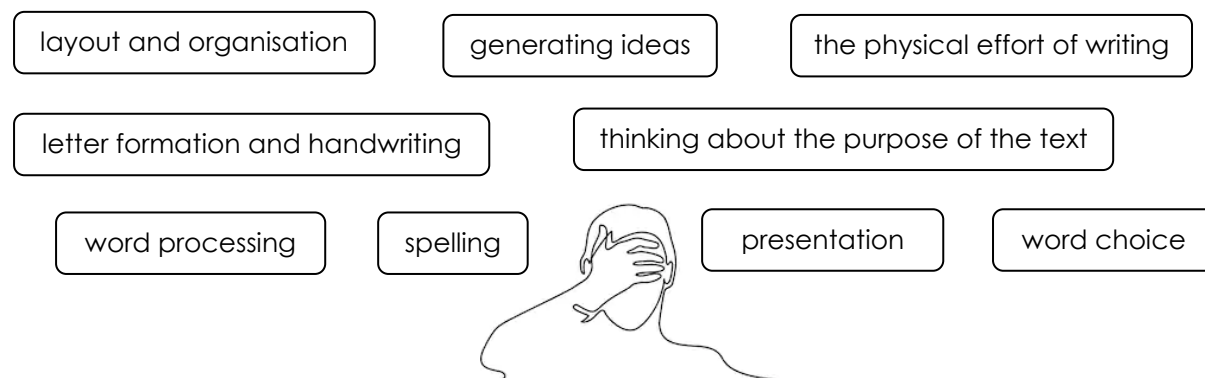 layout and organisation
generating ideas
the physical effort of writing
letter formation and handwriting
thinking about the purpose of the text
word processing
spelling
presentation
word choice